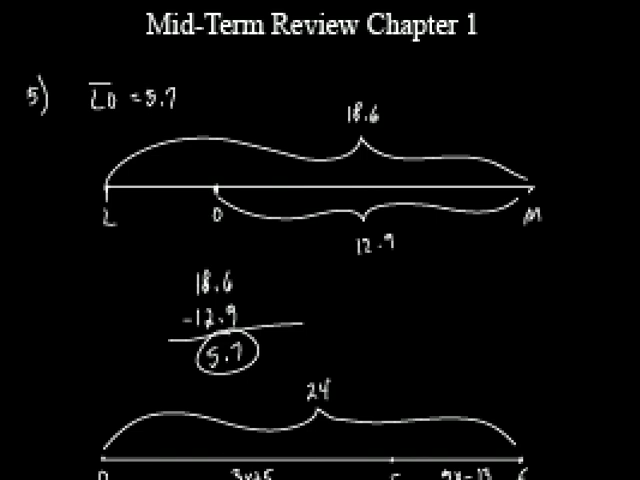 Mid-Term Review Chapter 1
5) LO = 5.7
18.6
L O M
12.9
18.6
-12.9
5.7
24